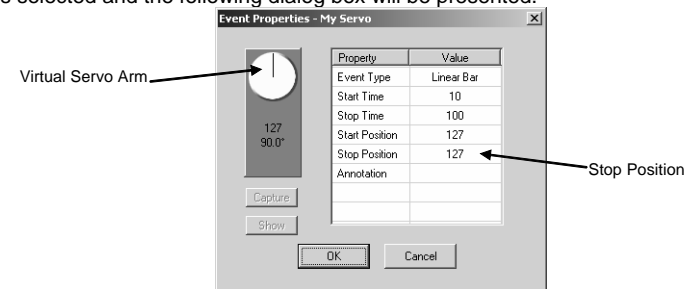 s selected and the following dialog box will be presented.
Event Properties - My Servo
Property Value
Virtual Servo Arm
Event Type Linear Bar
Start Time 10
Stop Time 100
127
Start Position 127
90.0°
Stop Position 127
Stop Position
Annotation
Capture
Show
OK Cancel